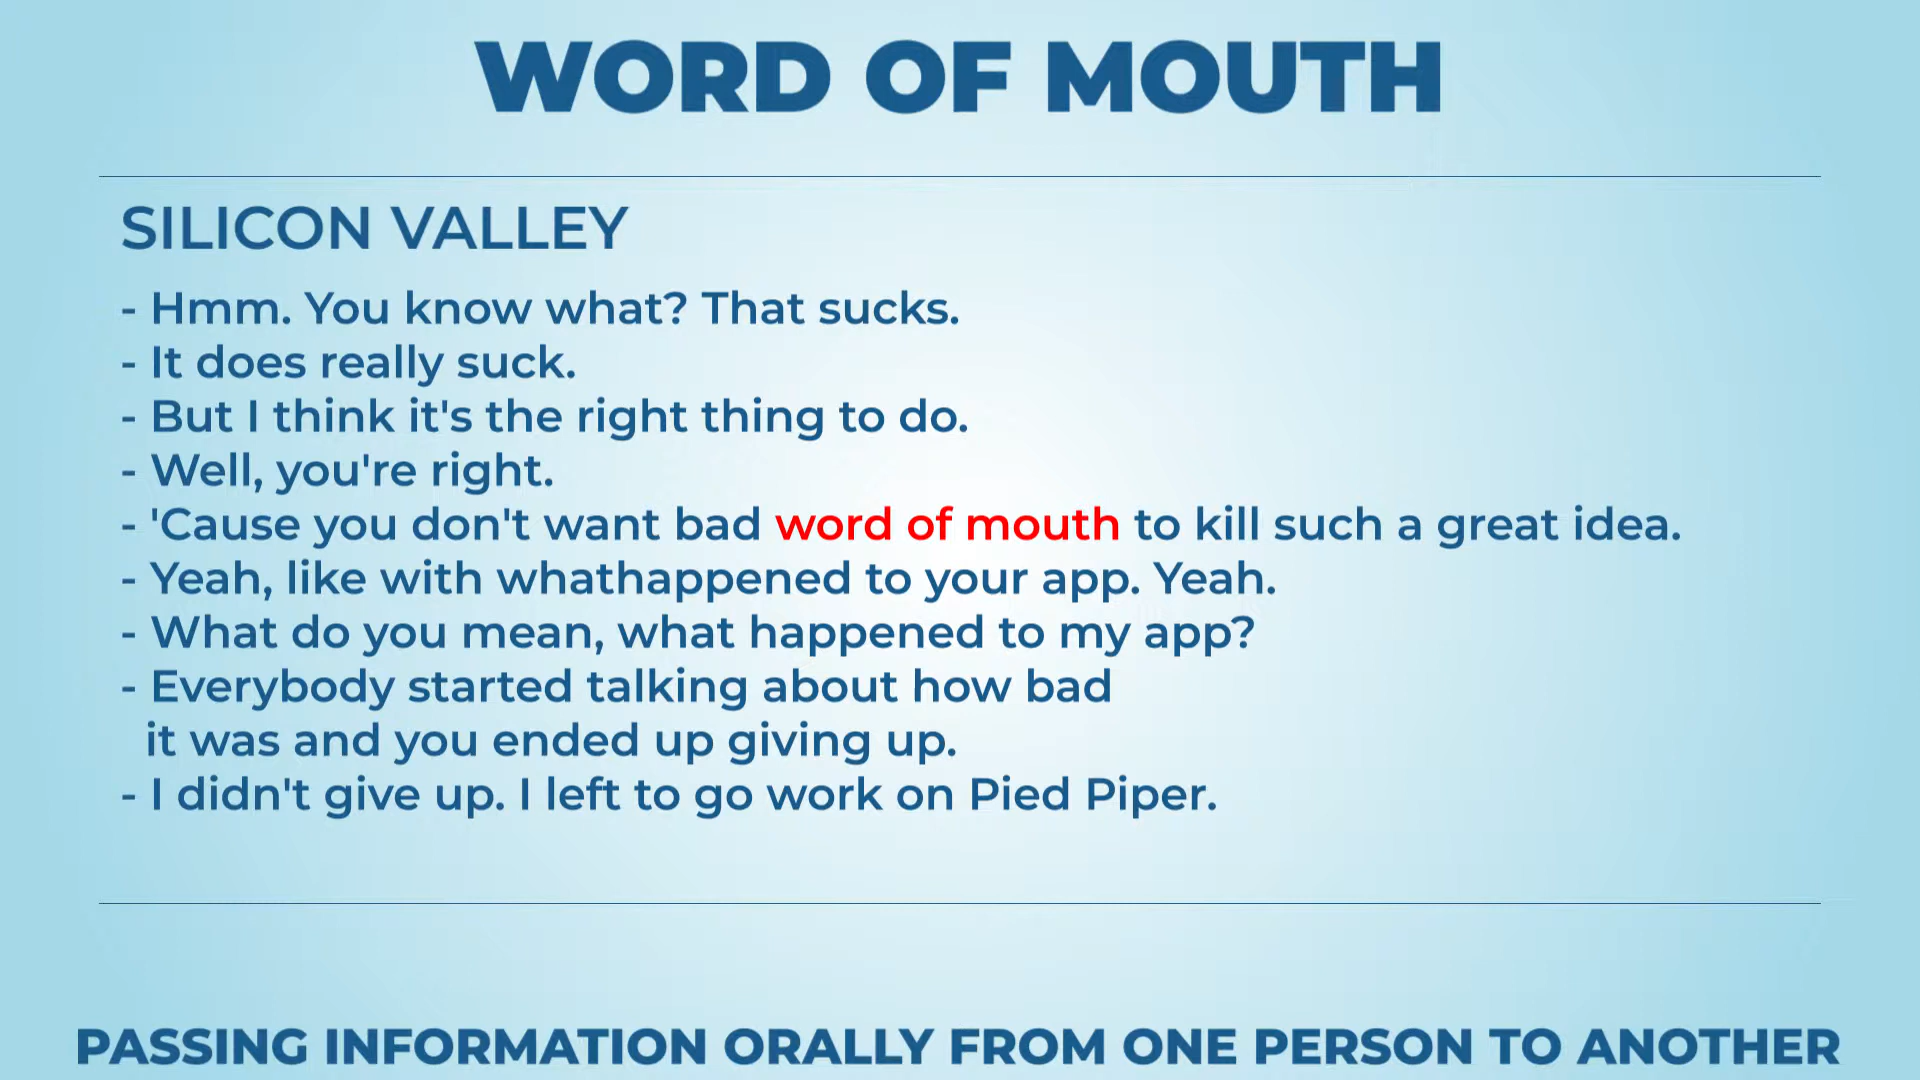 WORD OF MOUTH
SILICON VALLEY
- Hmm. You know what? That sucks.
- It does really suck.
- But I think it's the right thing to do.
- Well, you're right.
- 'Cause you don't want bad word of mouth to kill such a great idea.
- Yeah, like with whathappened to your app. Yeah.
- What do you mean, what happened to my app?
- Everybody started talking about how bad
it was and you ended up giving up.
- I didn't give up. I left to go work on Pied Piper.
PASSING INFORMATION ORALLY FROM ONE PERSON TO ANOTHER